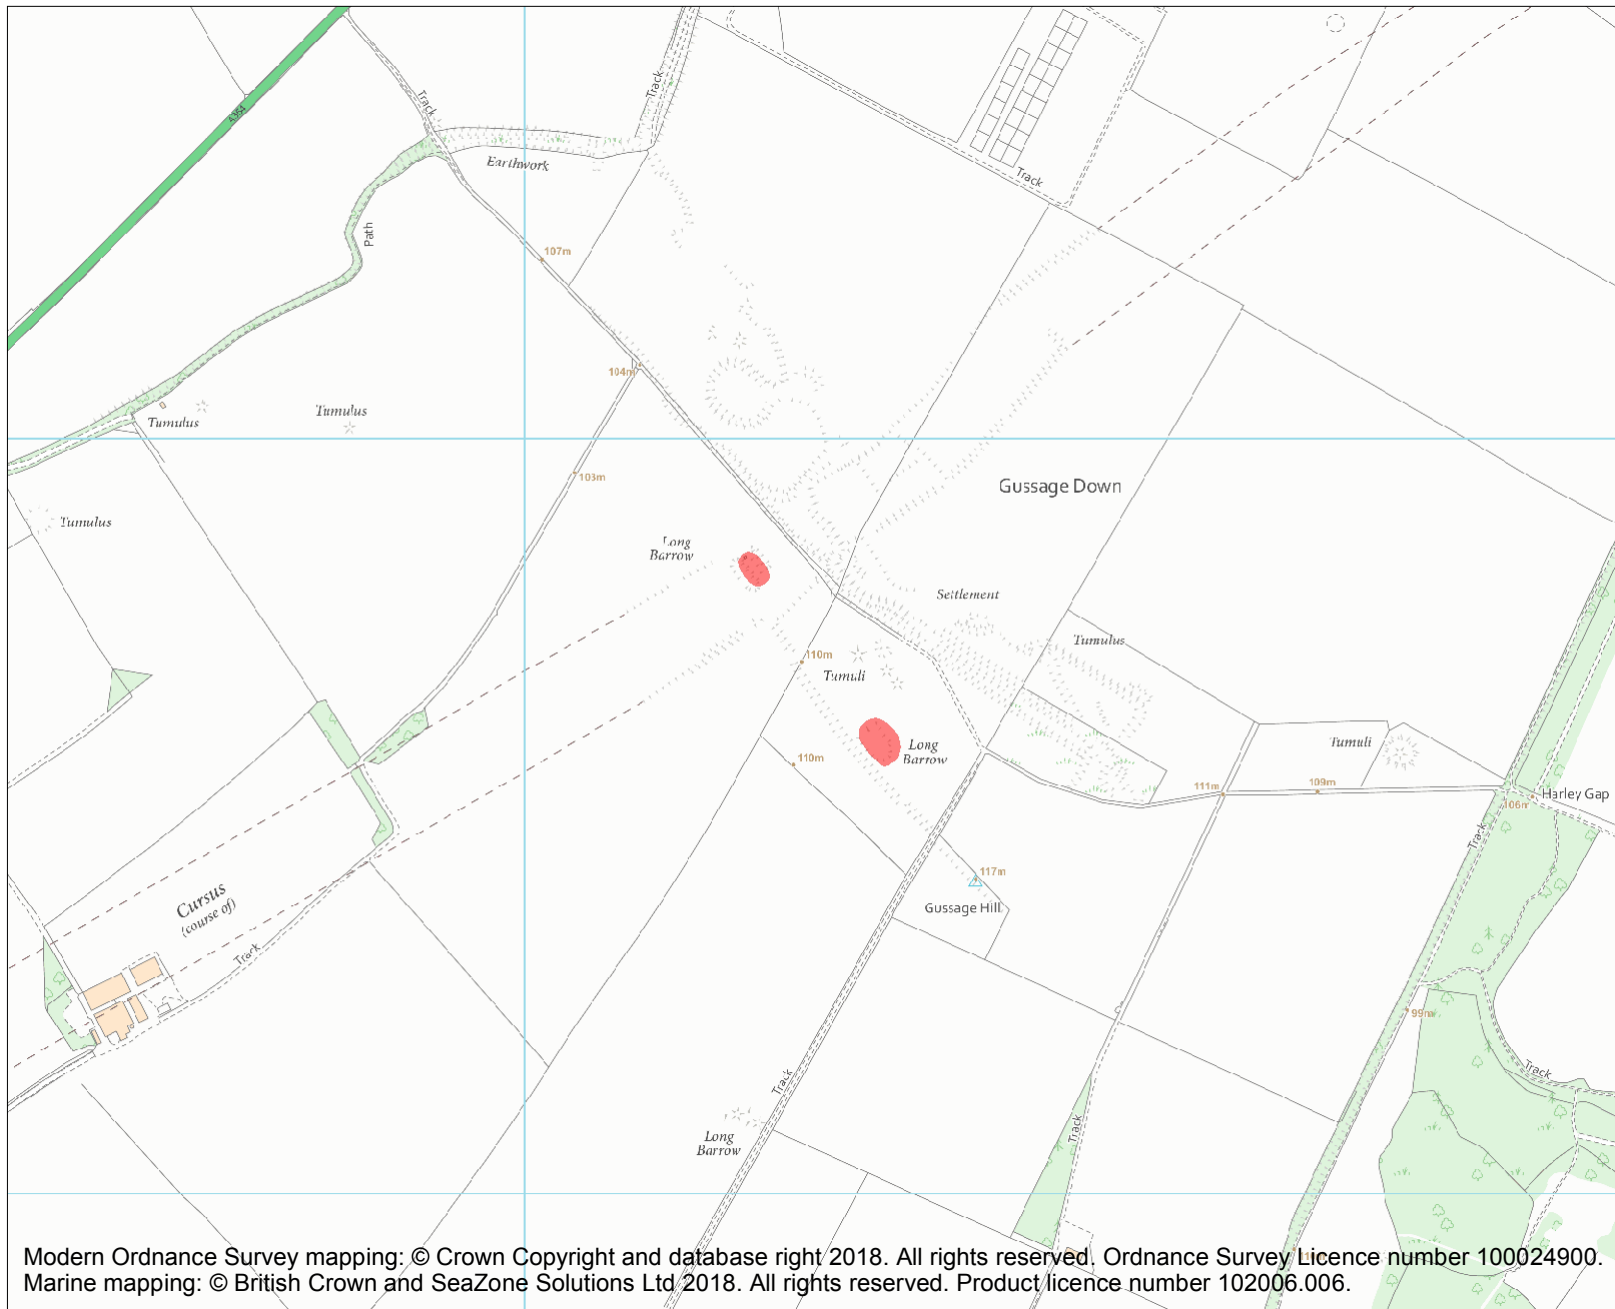 A354
Track
Track
Earthwork
Track
Path
107m
104m
Tumulus
Tumulus
103m
Gussage Down
Tumulus
Long
Barrow
Settlement
Tumulus
110m
Tumuli
Long
Barrow
110m
Tumuli
111m
109m
106m
Harley Gap
Track
117m
Gussage Hill
Cursus
(course of)
Track
99m
Track
Track
Track
Long
Barrow
Modern Ordnance Survey mapping: © Crown Copyright and database right 2018. All rights reserved. Ordnance Survey Licence number 100024900.
Marine mapping: © British Crown and SeaZone Solutions Ltd 2018. All rights reserved. Product licence number 102006.006.